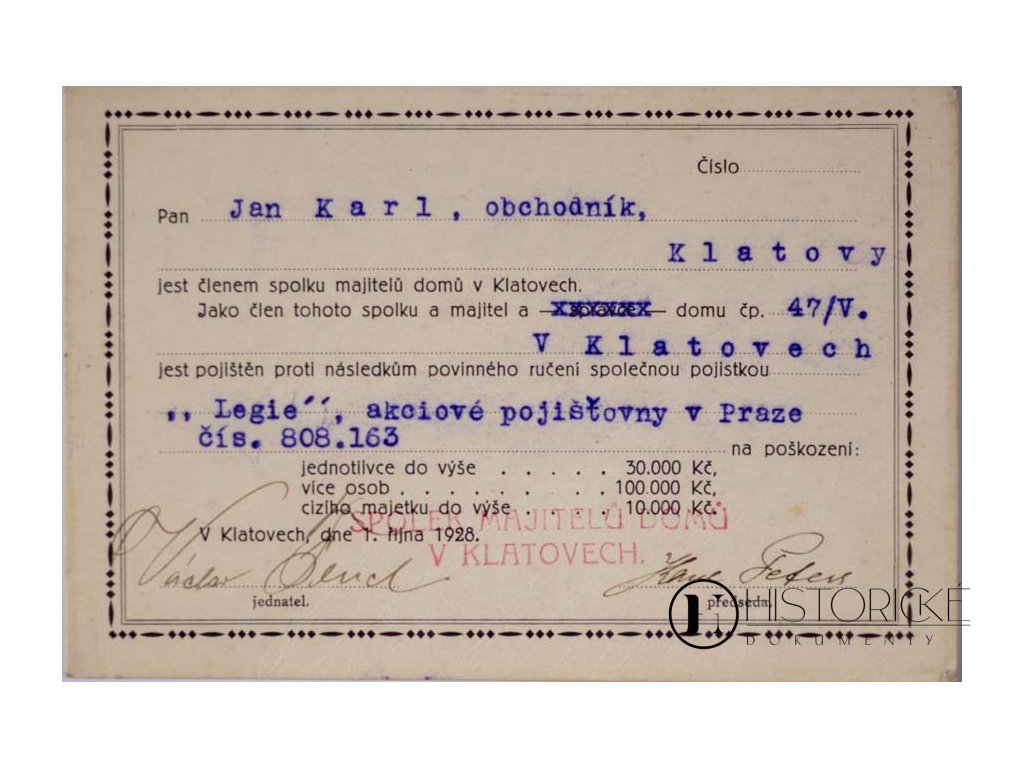 Číslo
Pan Jan Karl, obchodník,
Klatovy
jest členem spolku majitelů domů v Klatovech.
Jako člen tohoto spolku a majitel a správce domu čp. 47/V.
V Klatovech
jest pojištěn proti následkům povinného ručení společnou pojistkou
,, Legie´´, akciové pojišťovny v Praze
čís. 808.163
na poškození:
jednotlivce do výše . . . . . 30.000 Kč,
více osob . . . . . . . . . 100.000 Kč,
cizího majetku do výše . . . . 10.000 Kč.
SPOLEK MAJITELŮ DOMŮ
V Klatovech, dne 1. října 1928.
V KLATOVECH.
Václav
jednatel.
předseda.
HISTORICKÉ
DOKUMENTY